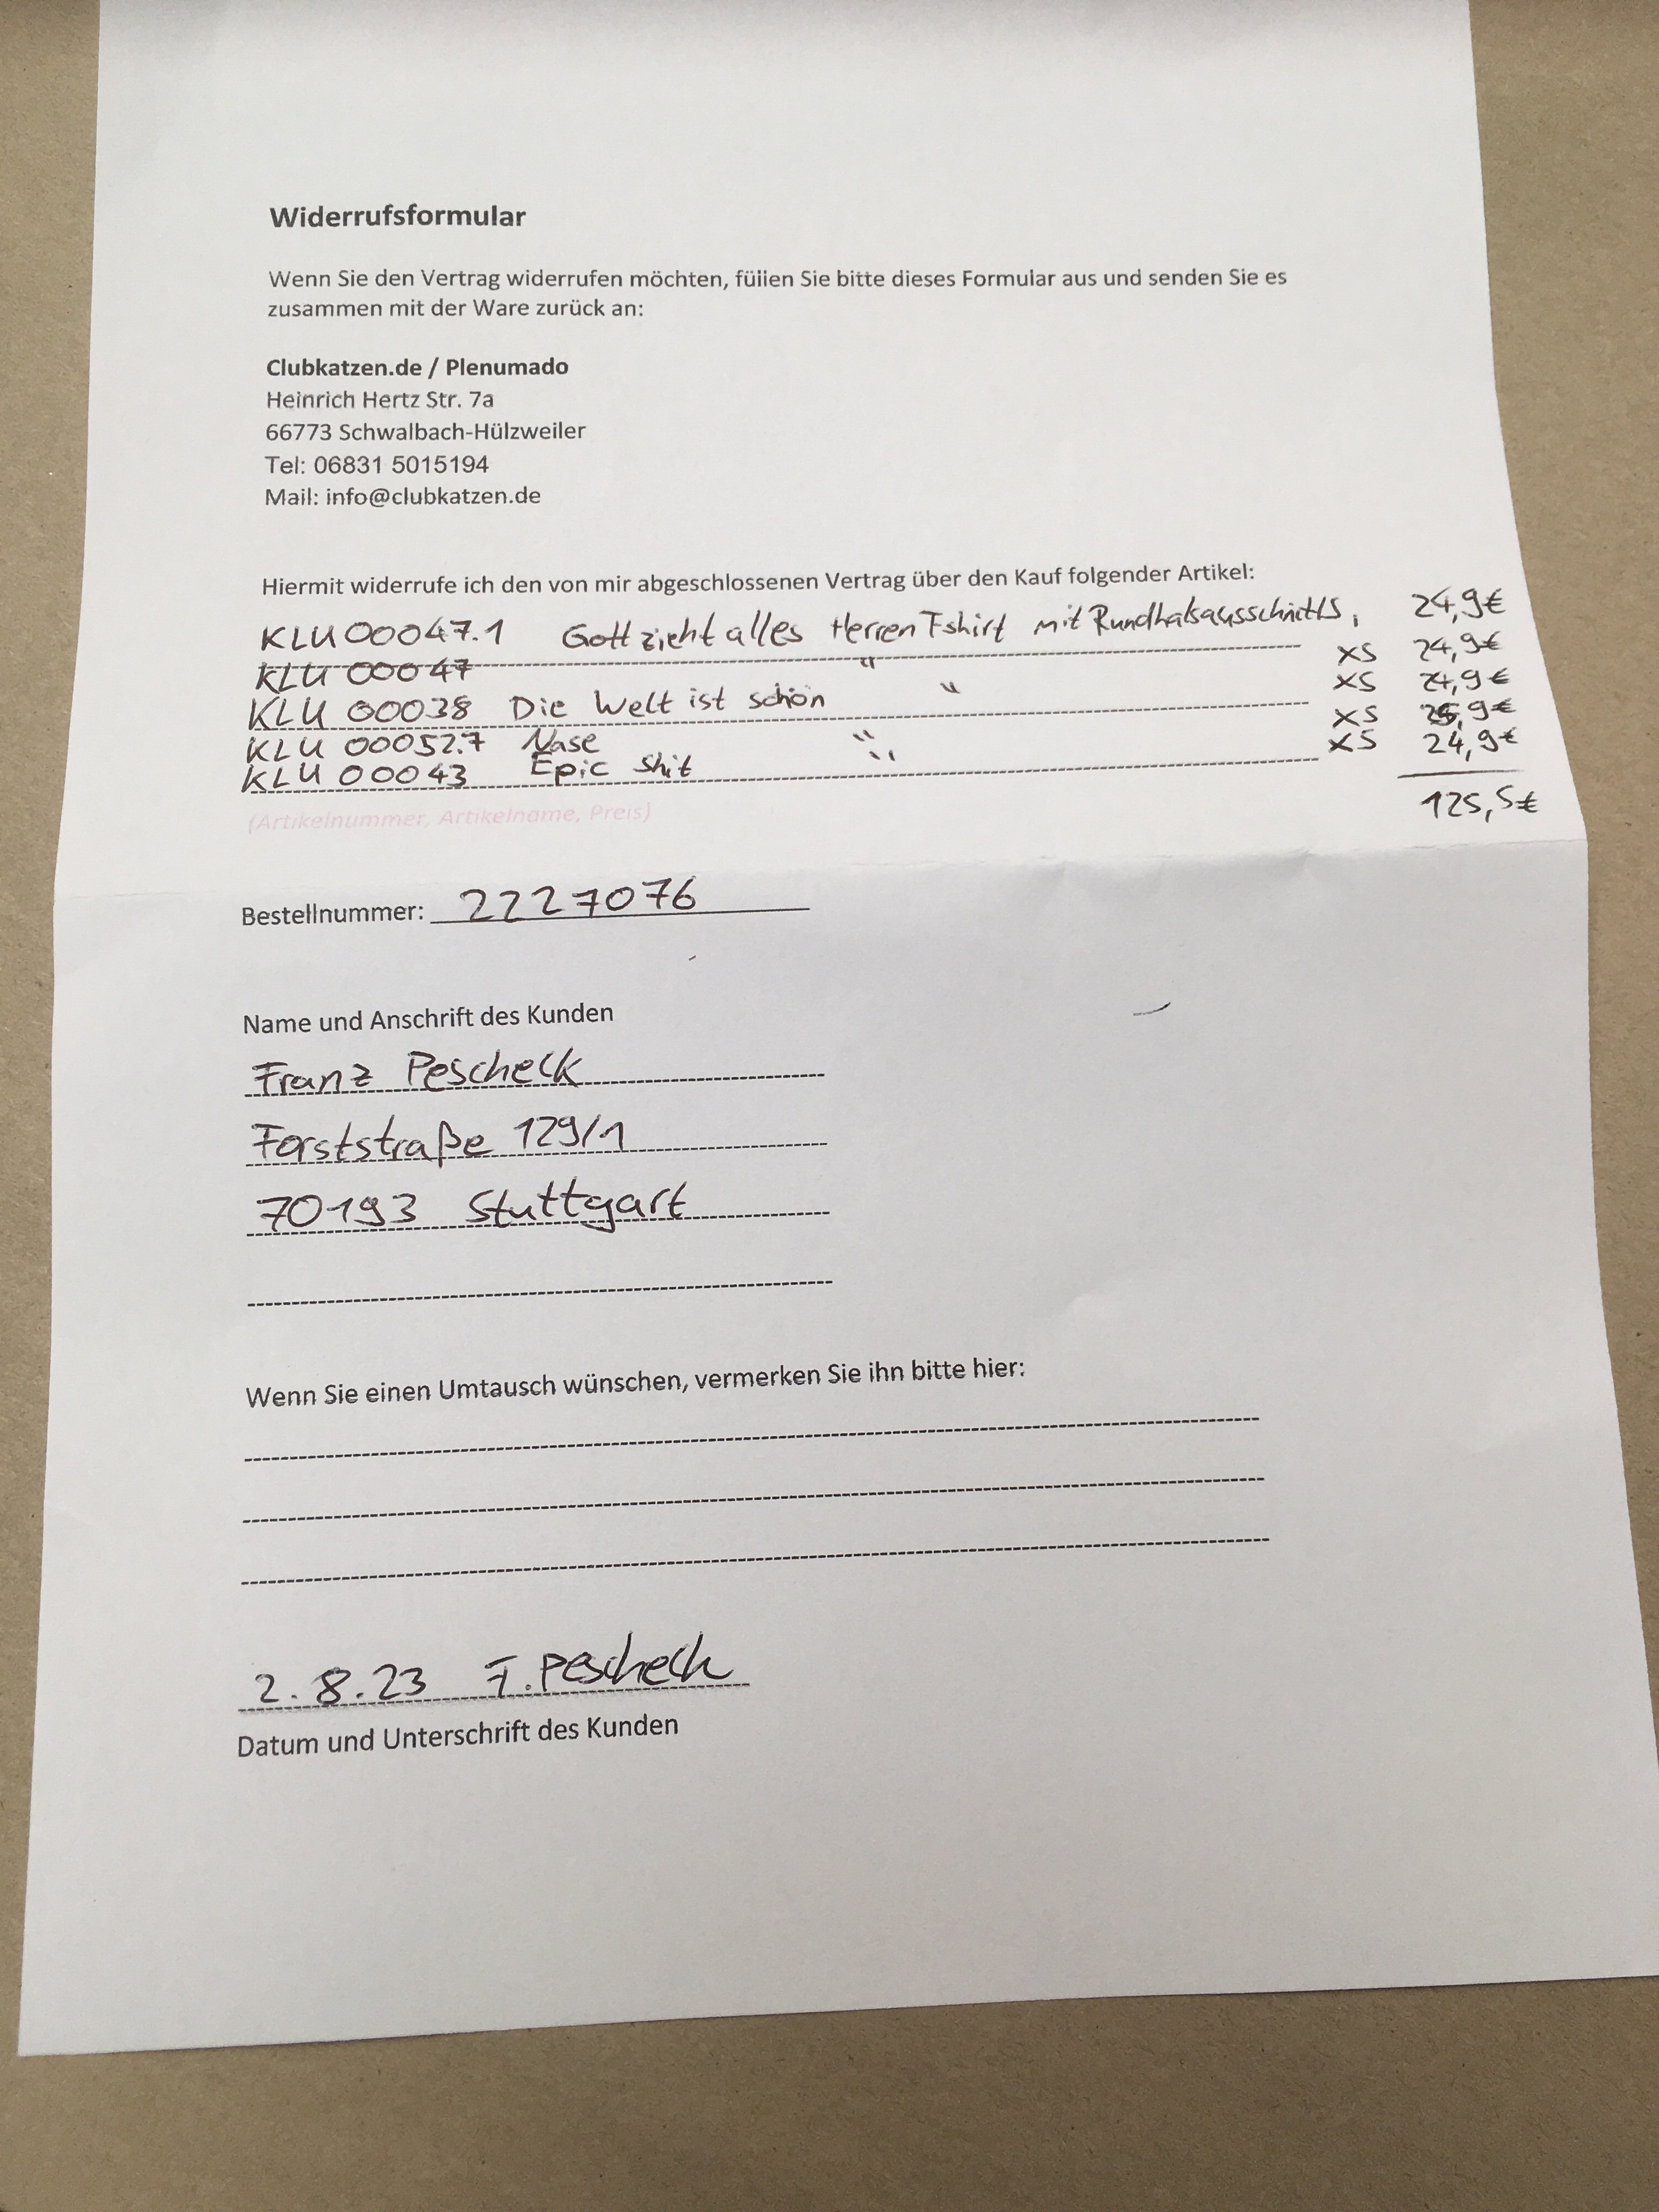 Widerrufsformular
Wenn Sie den Vertrag widerrufen möchten, füllen Sie bitte dieses Formular aus und senden Sie es
zusammen mit der Ware zurück an:
Clubkatzen.de / Plenumado
Heinrich Hertz Str. 7a
66773 Schwalbach-Hülzweiler
Tel: 06831 5015194
Mail: info@clubkatzen.de
Hiermit widerrufe ich den von mir abgeschlossenen Vertrag über den Kauf folgender Artikel:
KLU00047.1 Gott zieht alles Herren Tshirt mit Rundhalsausschnitt S, 24,9€
KLU 00047 " XS 24,9€
KLU 00038 Die Welt ist schön " XS 24,9€
KLU 00052.7 Nase " XS ,9€
KLU 00043 Epic shit " XS 24,9€
(Artikelnummer, Artikelname, Preis) 125,5€
Bestellnummer: 2227076
Name und Anschrift des Kunden
Franz Pescheck
Forststraße 129/1
70193 Stuttgart
Wenn Sie einen Umtausch wünschen, vermerken Sie ihn bitte hier:
2.8.23 F. Pescheck
Datum und Unterschrift des Kunden